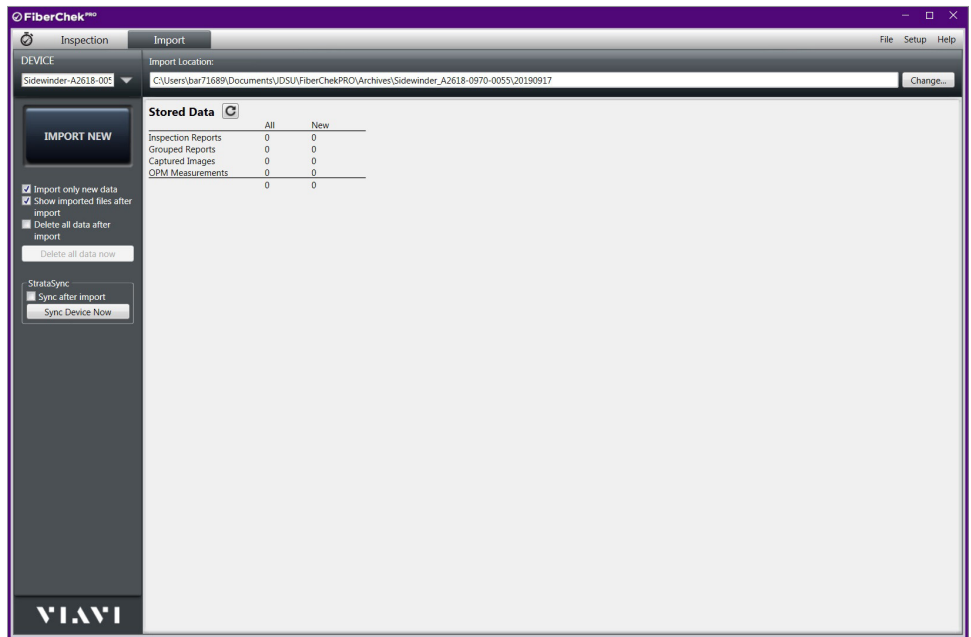 FiberChekPRO
Inspection Import File Setup Help
DEVICE
Sidewinder-A2618-005
Import Location:
C:\Users\bar71689\Documents\JDSU\FiberChekPRO\Archives\Sidewinder_A2618-0970-0055\20190917
Change...
IMPORT NEW
Import only new data
Show imported files after
import
Delete all data after
import
Delete all data now
StrataSync
Sync after import
Sync Device Now
Stored Data
All New
Inspection Reports 0 0
Grouped Reports 0 0
Captured Images 0 0
OPM Measurements 0 0
0 0
VIAVI